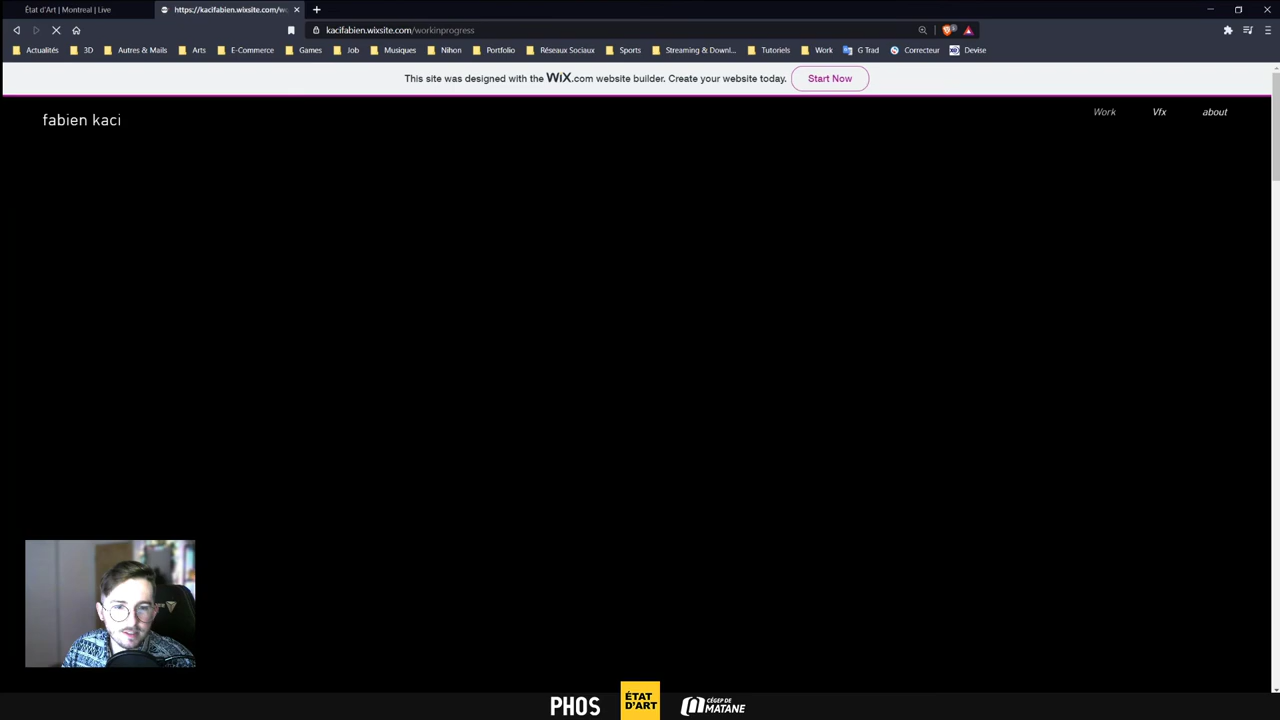 État d'Art | Montreal | Live
https://kacifabien.wixsite.com/w
kacifabien.wixsite.com/workinprogress
Actualités 3D Autres & Mails Arts E-Commerce Games Job Musiques Nihon Portfolio Réseaux Sociaux Sports Streaming & Downl... Tutoriels Work G Trad Correcteur Devise
This site was designed with the WiX.com website builder. Create your website today. Start Now
fabien kaci
Work Vfx about
PHOS
ÉTAT
D'ART
CÉGEP DE
MATANE